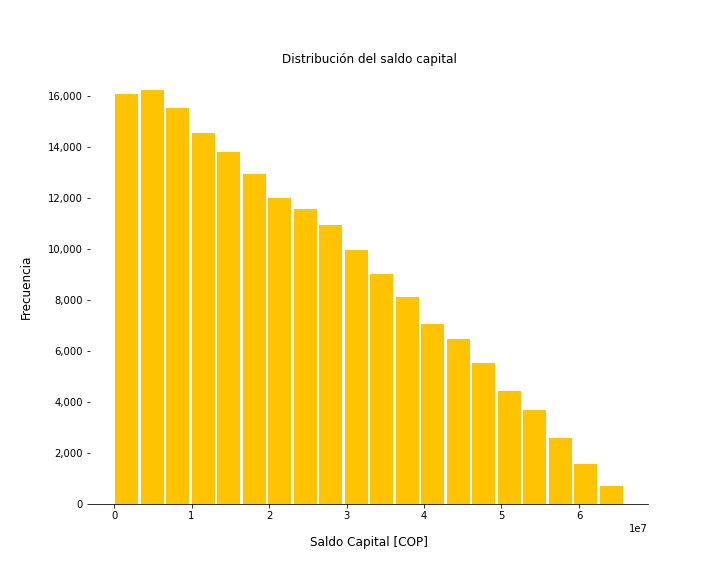 Distribución del saldo capital
16,000
14,000
12,000
10,000
8,000
6,000
4,000
2,000
0
Frecuencia
0 1 2 3 4 5 6
1e7
Saldo Capital [COP]